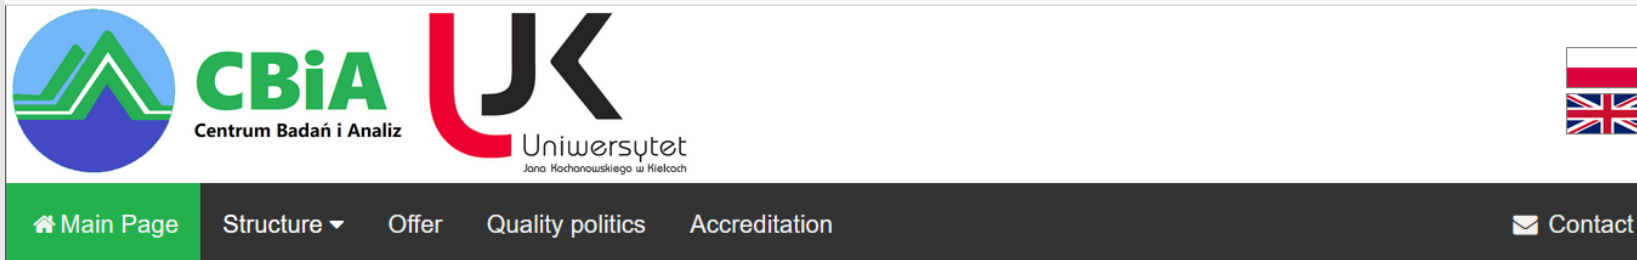 CBiA
Centrum Badań i Analiz
UJK
Uniwersytet
Jana Kochanowskiego w Kielcach
Main Page Structure Offer Quality politics Accreditation Contact